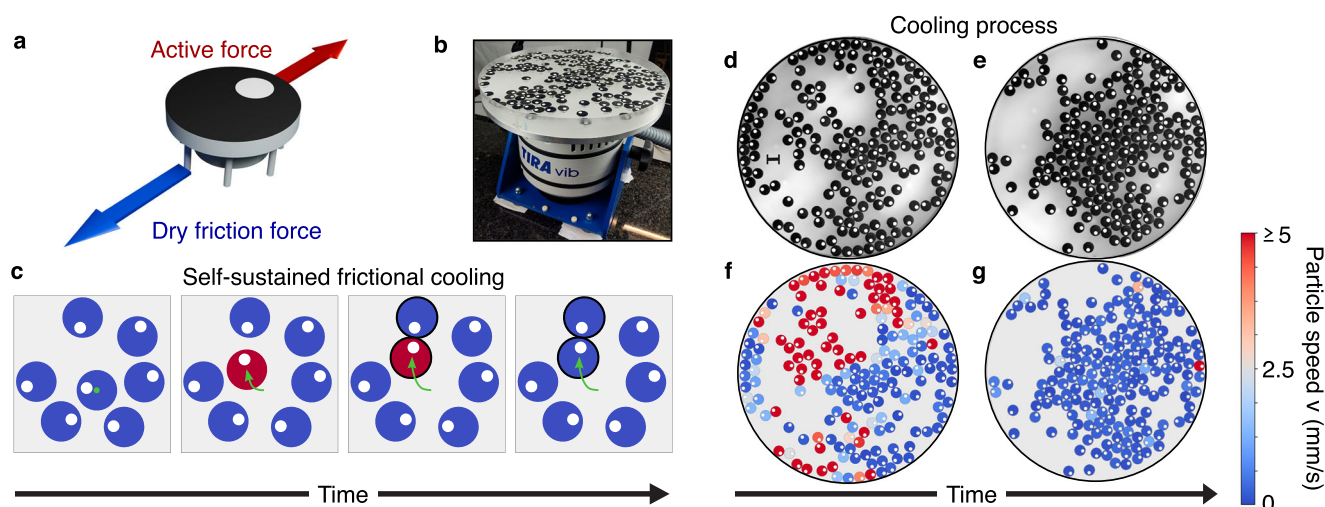 a
Active force
Dry friction force
b
TIRA vib
c
Self-sustained frictional cooling
Time
Cooling process
d
e
f
g
Time
≥ 5
2.5
0
Particle speed v (mm/s)